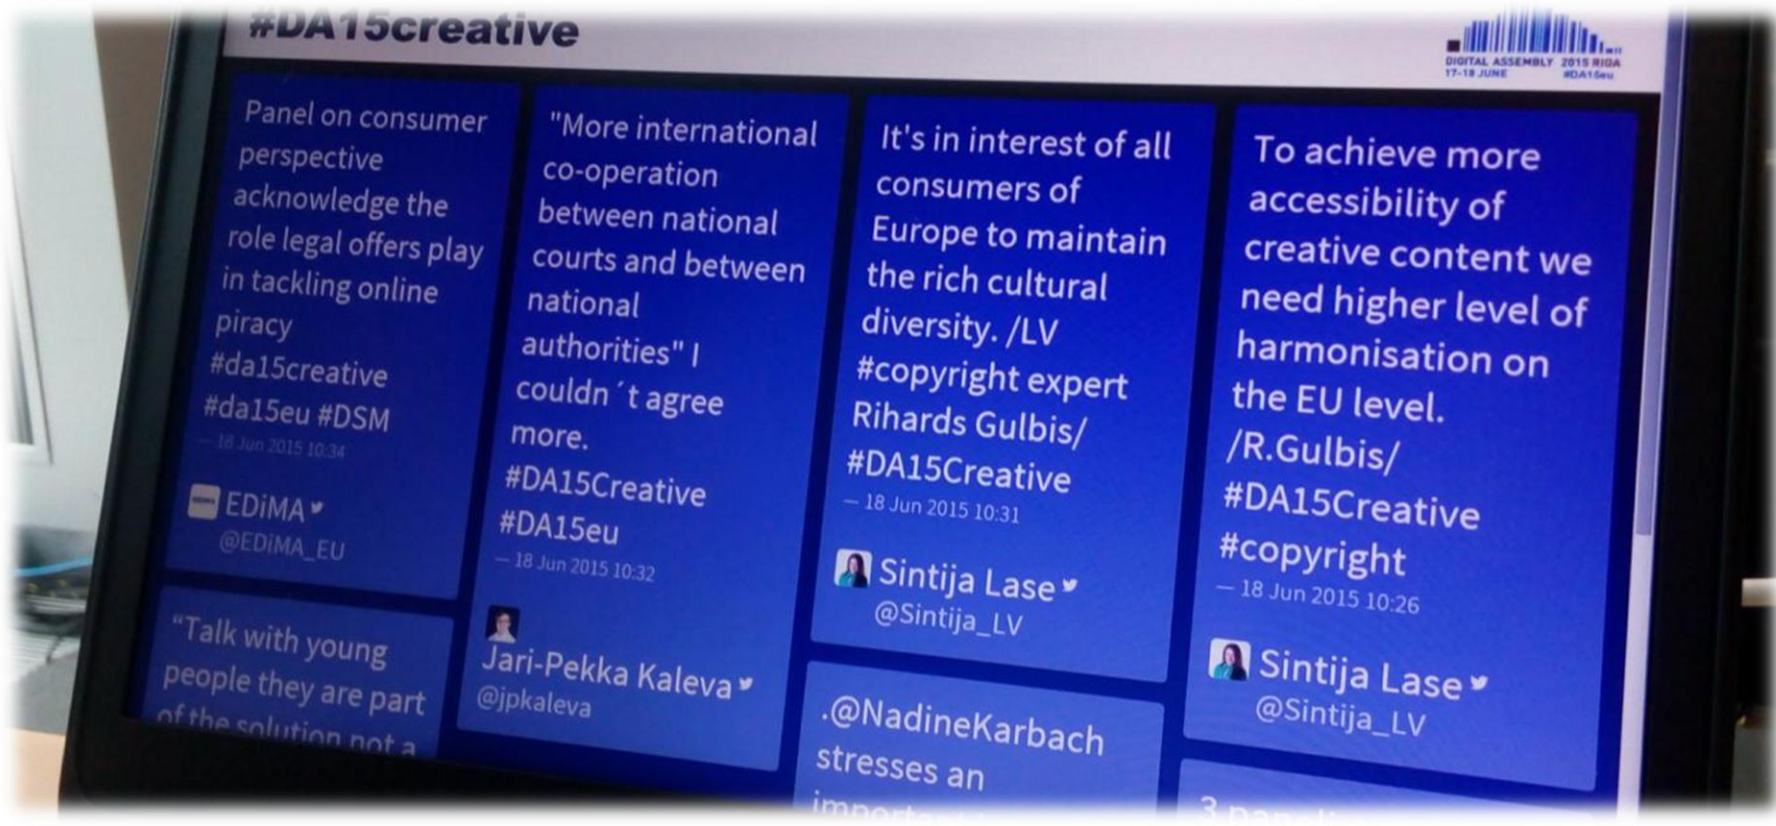 #DA15creative
DIGITAL ASSEMBLY 2015 RIGA
17-18 JUNE #DA15eu
Panel on consumer
perspective
acknowledge the
role legal offers play
in tackling online
piracy
#da15creative
#da15eu #DSM
— 18 Jun 2015 10:34
EDiMA
@EDiMA_EU
“Talk with young
people they are part
of the solution not a
"More international
co-operation
between national
courts and between
national
authorities" I
couldn´t agree
more.
#DA15Creative
#DA15eu
— 18 Jun 2015 10:32
Jari-Pekka Kaleva
@jpkaleva
It's in interest of all
consumers of
Europe to maintain
the rich cultural
diversity. /LV
#copyright expert
Rihards Gulbis/
#DA15Creative
— 18 Jun 2015 10:31
Sintija Lase
@Sintija_LV
.@NadineKarbach
stresses an
To achieve more
accessibility of
creative content we
need higher level of
harmonisation on
the EU level.
/R.Gulbis/
#DA15Creative
#copyright
— 18 Jun 2015 10:26
Sintija Lase
@Sintija_LV
3